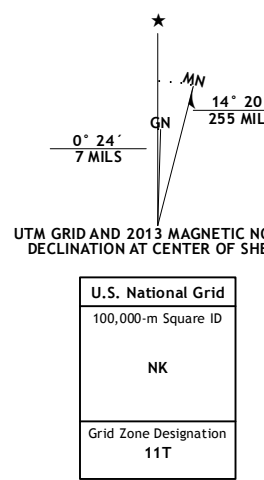 ★
MN
14° 20
255 MIL
GN
0° 24´
7 MILS
UTM GRID AND 2013 MAGNETIC NO
DECLINATION AT CENTER OF SHE
U.S. National Grid
100,000-m Square ID
NK
Grid Zone Designation
11T